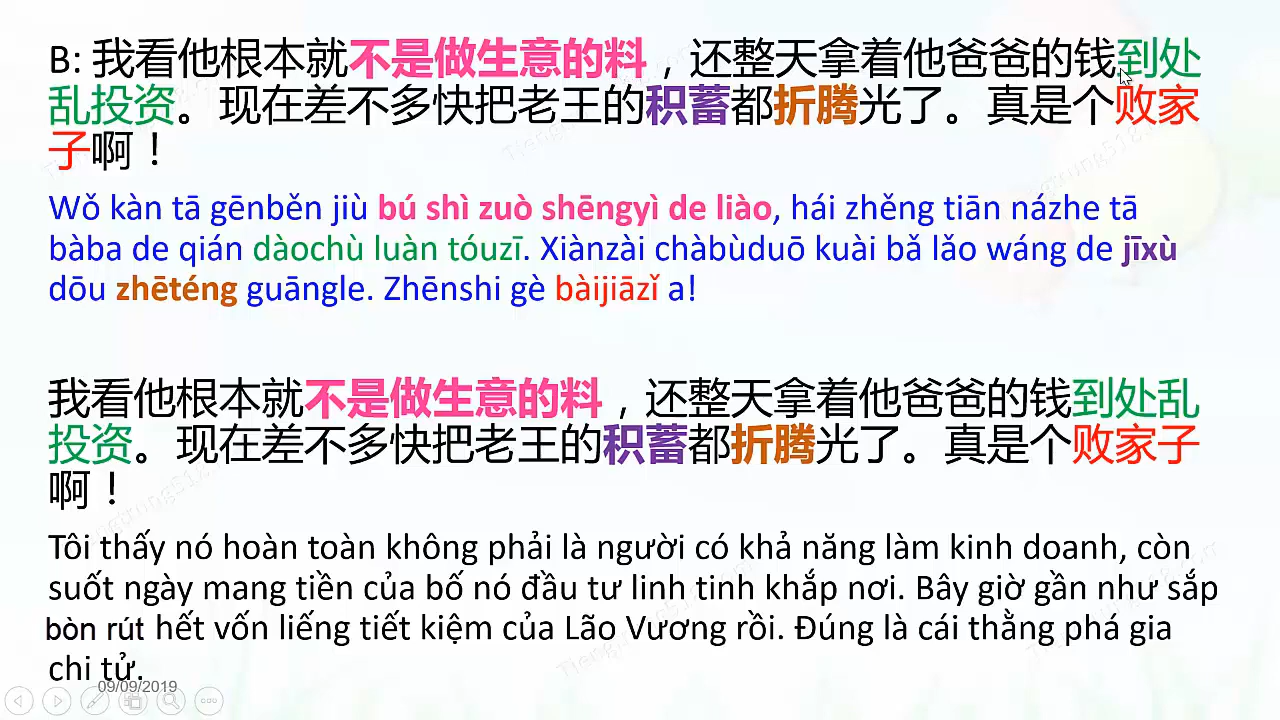 B: 我看他根本就不是做生意的料，还整天拿着他爸爸的钱到处
乱投资。现在差不多快把老王的积蓄都折腾光了。真是个败家
子啊！
Wǒ kàn tā gēnběn jiù bú shì zuò shēngyì de liào, hái zhěng tiān názhe tā
bàba de qián dàochù luàn tóuzī. Xiànzài chàbùduō kuài bǎ lǎo wáng de jīxù
dōu zhēténg guāngle. Zhēnshi gè bàijiāzǐ a!
我看他根本就不是做生意的料，还整天拿着他爸爸的钱到处乱
投资。现在差不多快把老王的积蓄都折腾光了。真是个败家子
啊！
Tôi thấy nó hoàn toàn không phải là người có khả năng làm kinh doanh, còn
suốt ngày mang tiền của bố nó đầu tư linh tinh khắp nơi. Bây giờ gần như sắp
bòn rút hết vốn liếng tiết kiệm của Lão Vương rồi. Đúng là cái thằng phá gia
chi tử.
09/09/2019